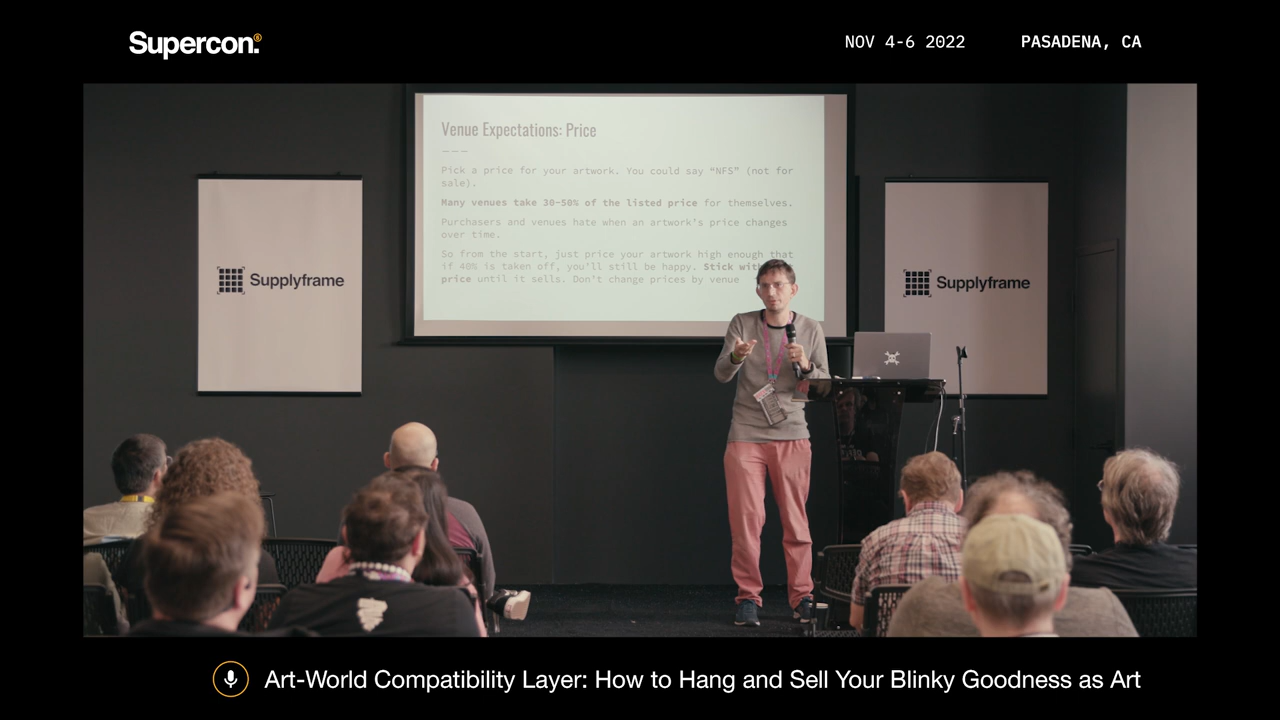 Supercon.6
NOV 4-6 2022
PASADENA, CA
Venue Expectations: Price
Pick a price for your artwork. You could say "NFS" (not for
sale).
Many venues take 30-50% of the listed price for themselves.
Purchasers and venues hate when an artwork's price changes
over time.
So from the start, just price your artwork high enough that
if 40% is taken off, you'll still be happy. Stick with
price until it sells. Don't change prices by venue
Supplyframe
Supplyframe
Art-World Compatibility Layer: How to Hang and Sell Your Blinky Goodness as Art